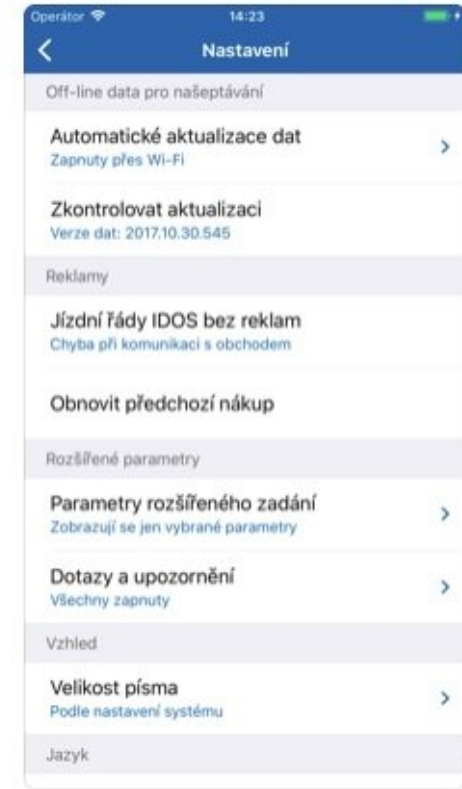 Operátor 14:23
Nastavení
Off-line data pro našeptávání
Automatické aktualizace dat
Zapnuty přes Wi-Fi
Zkontrolovat aktualizaci
Verze dat: 2017.10.30.545
Reklamy
Jízdní řády IDOS bez reklam
Chyba při komunikaci s obchodem
Obnovit předchozí nákup
Rozšířené parametry
Parametry rozšířeného zadání
Zobrazují se jen vybrané parametry
Dotazy a upozornění
Všechny zapnuty
Vzhled
Velikost písma
Podle nastavení systému
Jazyk